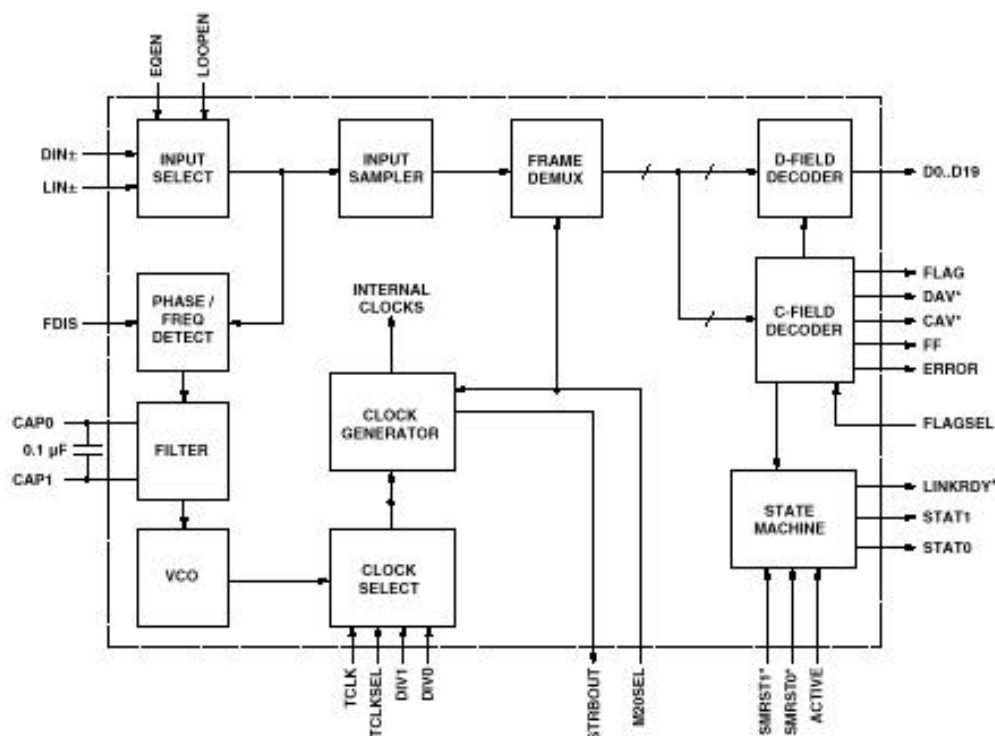 EQEN
LOOPEN
DIN±
LIN±
INPUT
SELECT
INPUT
SAMPLER
FRAME
DEMUX
D-FIELD
DECODER
D0..D19
FDIS
PHASE /
FREQ
DETECT
INTERNAL
CLOCKS
C-FIELD
DECODER
FLAG
DAV*
CAV*
FF
ERROR
FLAGSEL
CAP0
0.1 µF
CAP1
FILTER
CLOCK
GENERATOR
STATE
MACHINE
LINKRDY*
STAT1
STAT0
VCO
CLOCK
SELECT
TCLK
TCLKSEL
DIV1
DIV0
STRBOUT
M20SEL
SMRST1*
SMRST0*
ACTIVE